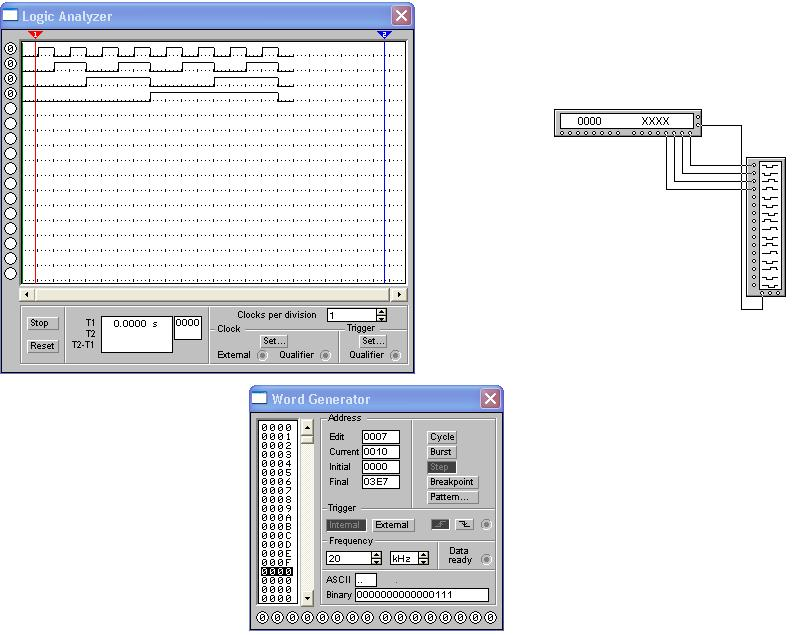 Logic Analyzer
1
2
0
0
0
0
Stop
Reset
T1
T2
T2-T1
0.0000 s
0000
Clocks per division
1
Clock
Set...
External
Qualifier
Trigger
Set...
Qualifier
0000 XXXX
Word Generator
0000
0001
0002
0003
0004
0005
0006
0007
0008
0009
000A
000B
000C
000D
000E
000F
0000
0000
0000
0000
Address
Edit 0007
Current 0010
Initial 0000
Final 03E7
Cycle
Burst
Step
Breakpoint
Pattern...
Trigger
Internal
External
Frequency
20
kHz
Data
ready
ASCII .. .
Binary 0000000000000111
0 0 0 0 0 0 0 0 0 0 0 0 0 0 0 0